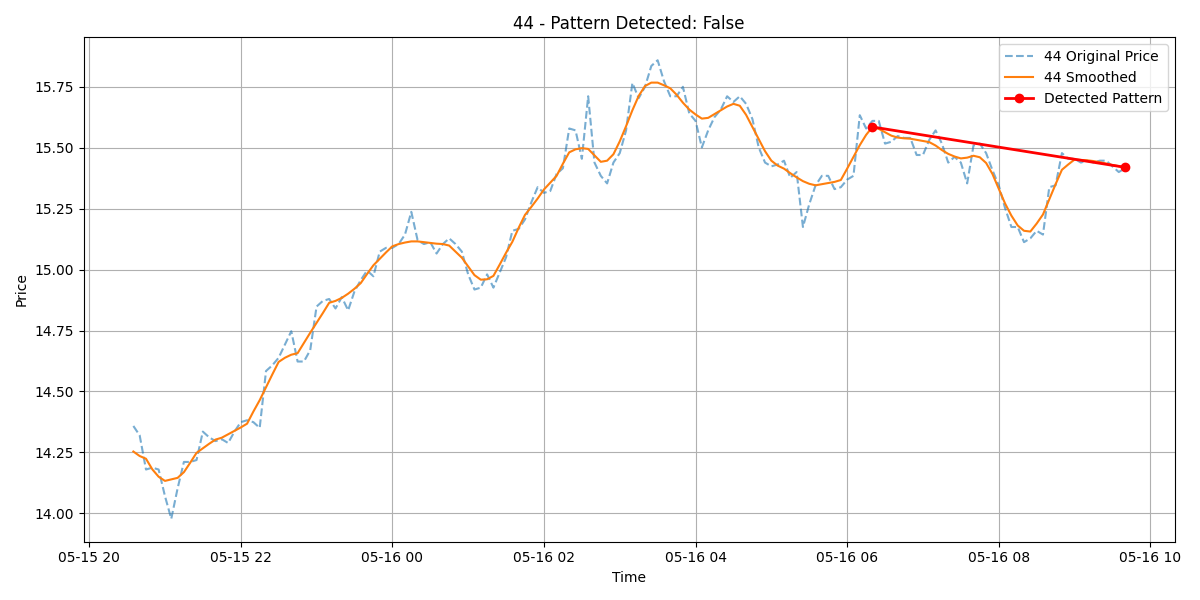 44 - Pattern Detected: False
44 Original Price
44 Smoothed
Detected Pattern
Price
15.75
15.50
15.25
15.00
14.75
14.50
14.25
14.00
05-15 20
05-15 22
05-16 00
05-16 02
05-16 04
05-16 06
05-16 08
05-16 10
Time